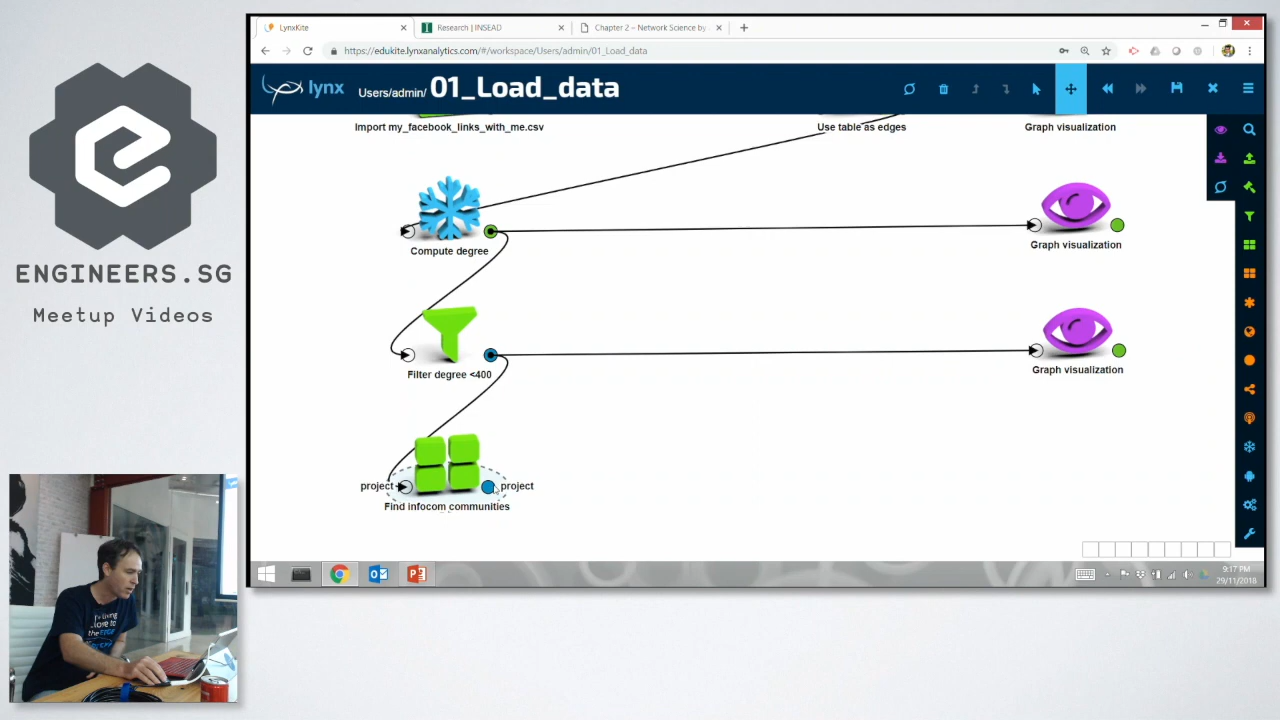 ENGINEERS.SG
Meetup Videos
LynxKite
Research | INSEAD
Chapter 2 – Network Science by
https://edukite.lynxanalytics.com/#/workspace/Users/admin/01_Load_data
lynx
Users/admin/ 01_Load_data
Import my_facebook_links_with_me.csv
Use table as edges
Graph visualization
Compute degree
Graph visualization
Filter degree <400
Graph visualization
project
project
Find infocom communities
9:17 PM
29/11/2018